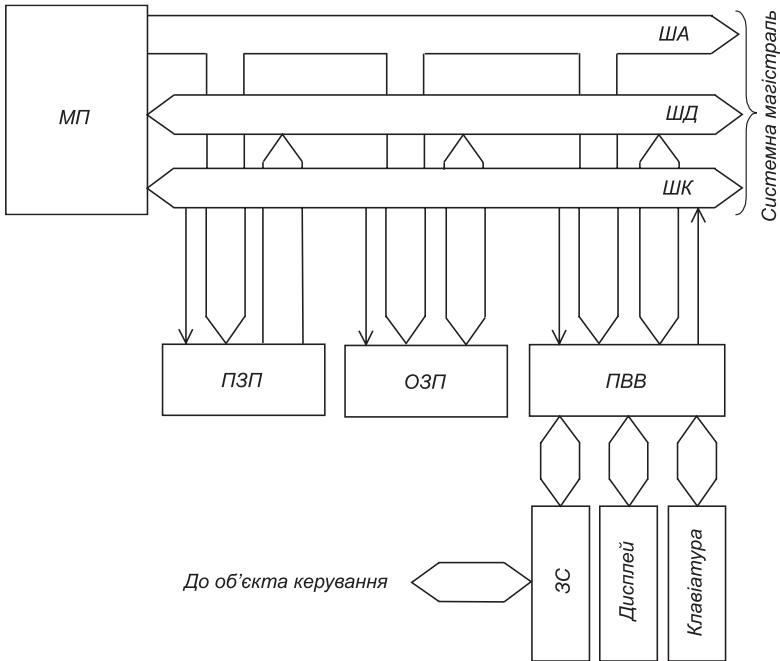 ША
Системна магістраль
МП
ШД
ШК
ПЗП
ОЗП
ПВВ
До об’єкта керування
ЗС
Дисплей
Клавіатура